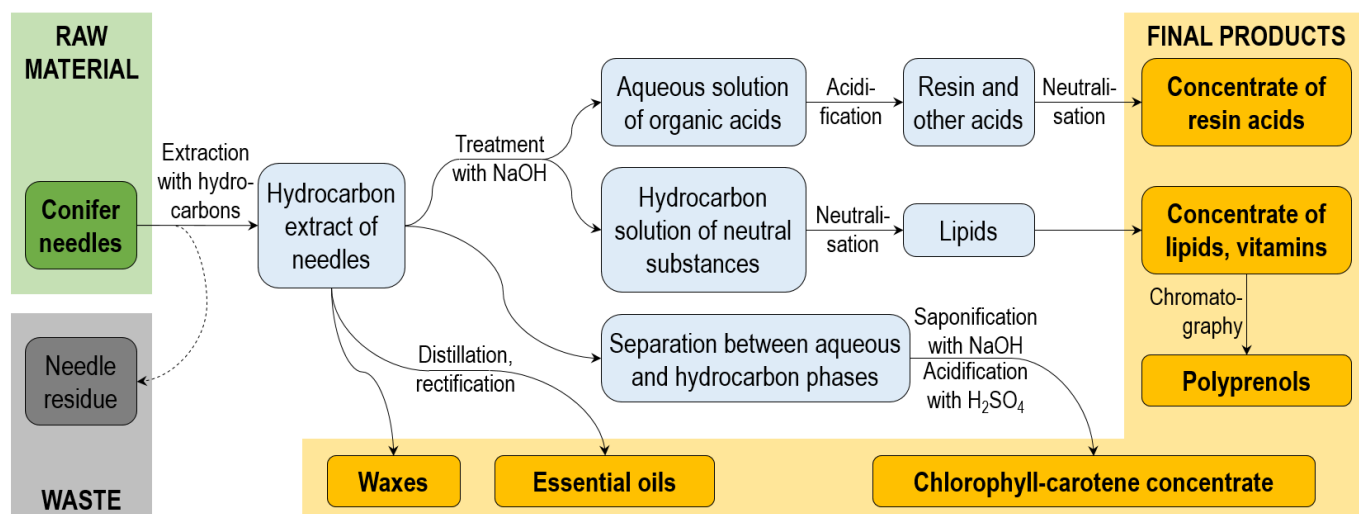 RAW
MATERIAL
FINAL PRODUCTS
Conifer
needles
Extraction
with hydro-
carbons
Hydrocarbon
extract of
needles
Treatment
with NaOH
Aqueous solution
of organic acids
Acidi-
fication
Resin and
other acids
Neutrali-
sation
Concentrate of
resin acids
Hydrocarbon
solution of neutral
substances
Neutrali-
sation
Lipids
Concentrate of
lipids, vitamins
Chromato-
graphy
Polyprenols
Separation between aqueous
and hydrocarbon phases
Saponification
with NaOH
Acidification
with H₂SO₄
Distillation,
rectification
Needle
residue
WASTE
Waxes
Essential oils
Chlorophyll-carotene concentrate